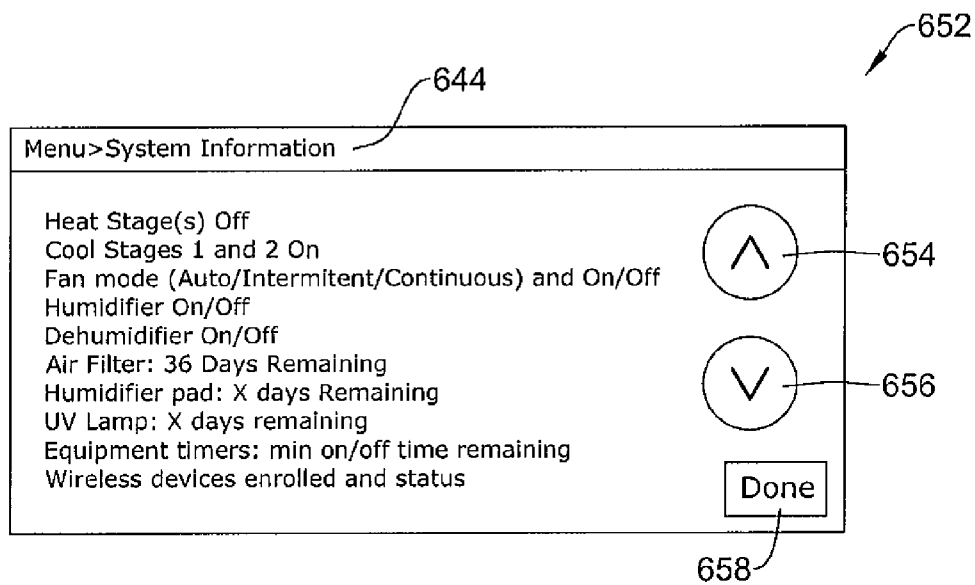 652
644
Menu>System Information
Heat Stage(s) Off
Cool Stages 1 and 2 On
Fan mode (Auto/Intermitent/Continuous) and On/Off
654
Humidifier On/Off
Dehumidifier On/Off
Air Filter: 36 Days Remaining
Humidifier pad: X days Remaining
656
UV Lamp: X days remaining
Equipment timers: min on/off time remaining
Wireless devices enrolled and status
Done
658